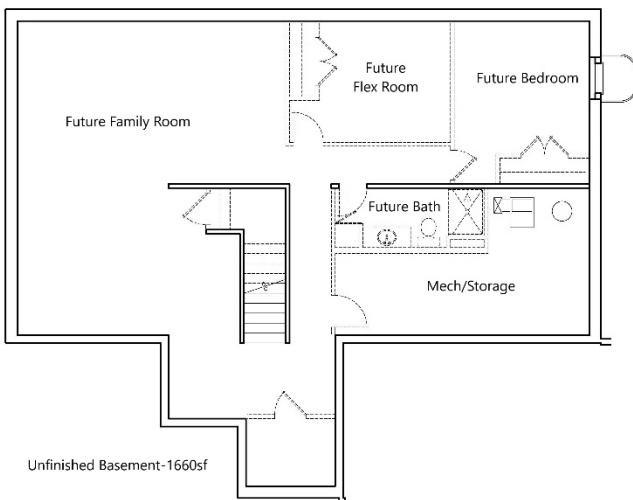 Future
Flex Room
Future Bedroom
Future Family Room
Future Bath
Mech/Storage
Unfinished Basement-1660sf